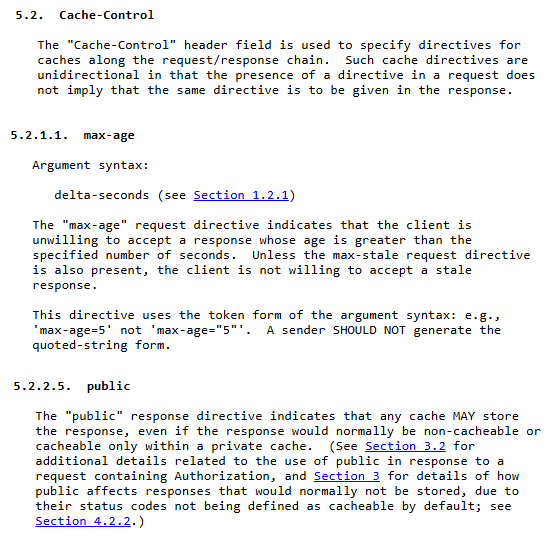 5.2. Cache-Control
The "Cache-Control" header field is used to specify directives for
caches along the request/response chain. Such cache directives are
unidirectional in that the presence of a directive in a request does
not imply that the same directive is to be given in the response.
5.2.1.1. max-age
Argument syntax:
delta-seconds (see Section 1.2.1)
The "max-age" request directive indicates that the client is
unwilling to accept a response whose age is greater than the
specified number of seconds. Unless the max-stale request directive
is also present, the client is not willing to accept a stale
response.
This directive uses the token form of the argument syntax: e.g.,
'max-age=5' not 'max-age="5"'. A sender SHOULD NOT generate the
quoted-string form.
5.2.2.5. public
The "public" response directive indicates that any cache MAY store
the response, even if the response would normally be non-cacheable or
cacheable only within a private cache. (See Section 3.2 for
additional details related to the use of public in response to a
request containing Authorization, and Section 3 for details of how
public affects responses that would normally not be stored, due to
their status codes not being defined as cacheable by default; see
Section 4.2.2.)